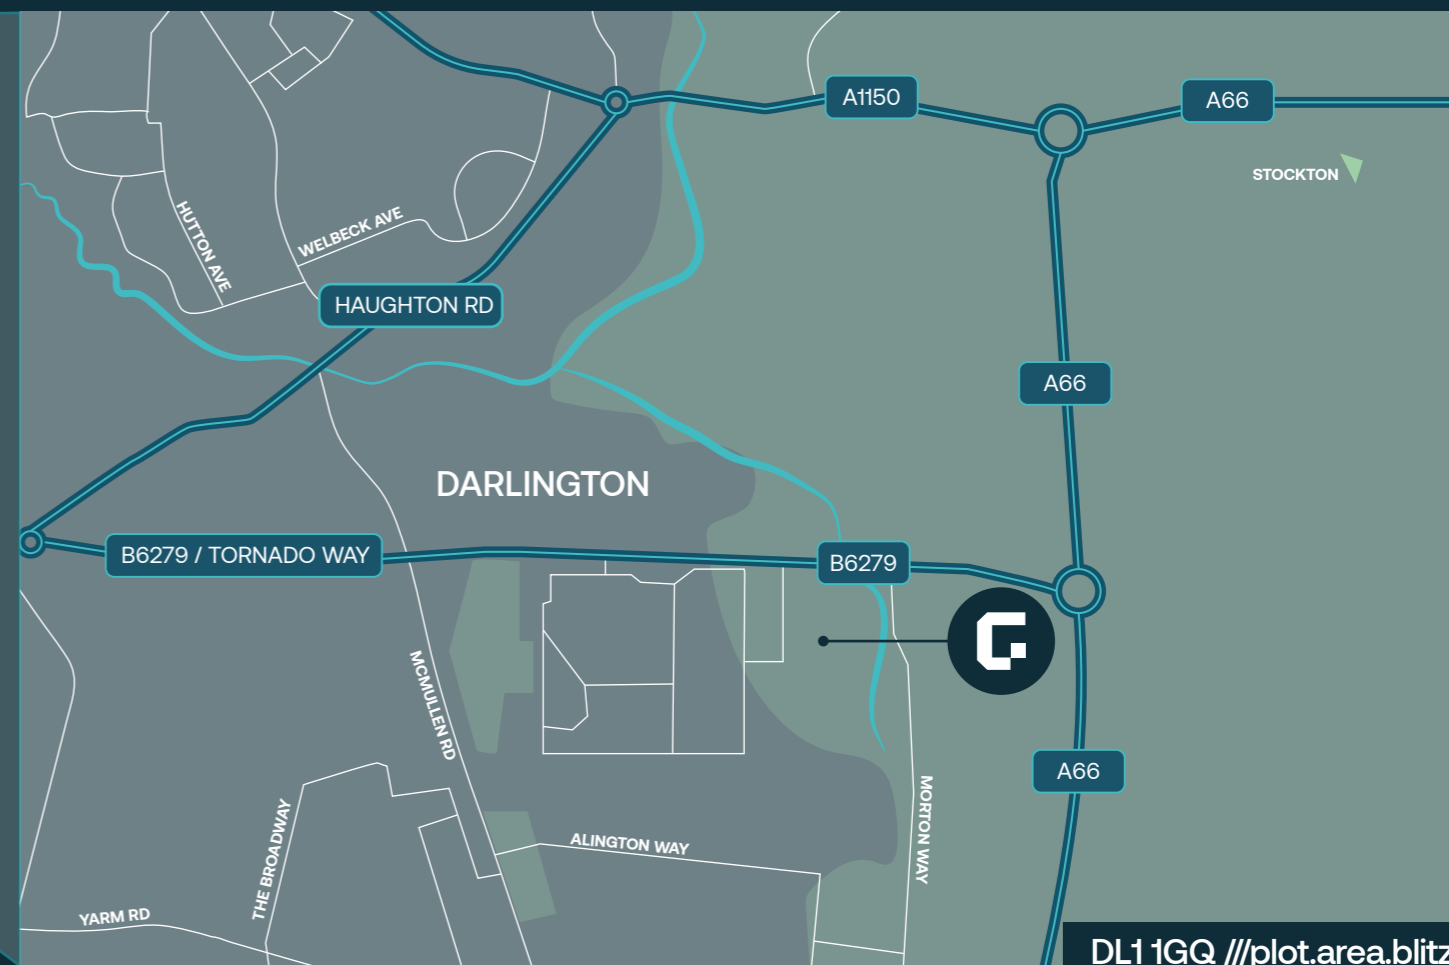 A1150
A66
STOCKTON
HUTTON AVE
WELBECK AVE
HAUGHTON RD
A66
DARLINGTON
B6279 / TORNADO WAY
B6279
G
MCMULLEN RD
A66
MORTON WAY
THE BROADWAY
ALINGTON WAY
YARM RD
DL1 1GQ ///plot.area.blitz